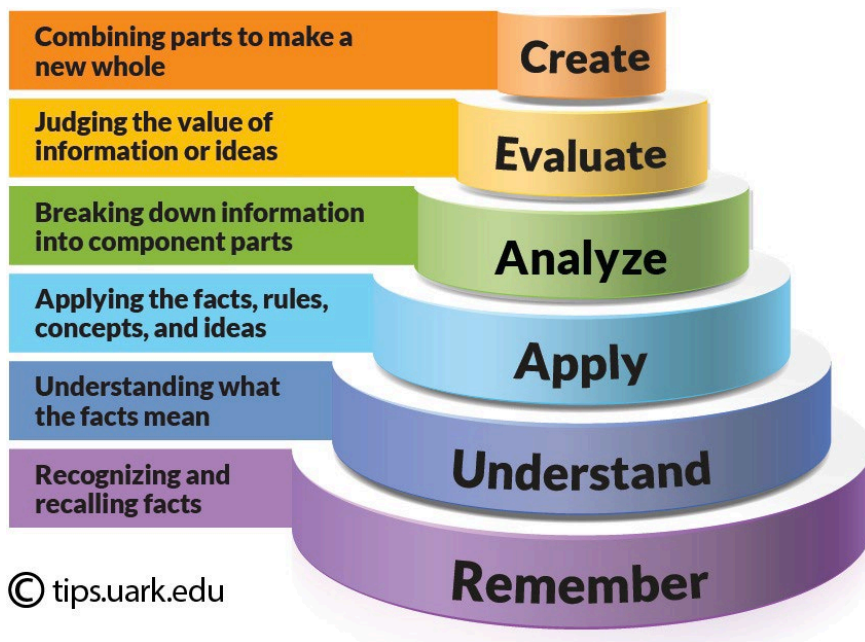 Combining parts to make a
new whole
Create
Judging the value of
information or ideas
Evaluate
Breaking down information
into component parts
Analyze
Applying the facts, rules,
concepts, and ideas
Apply
Understanding what
the facts mean
Understand
Recognizing and
recalling facts
Remember
© tips.uark.edu